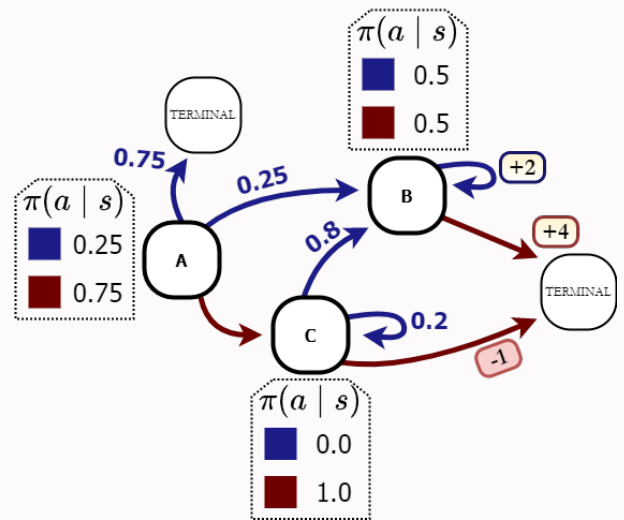 π(a | s)
0.5
0.5
TERMINAL
0.75
0.25
+2
B
π(a | s)
0.25
0.75
A
0.8
+4
TERMINAL
C
0.2
-1
π(a | s)
0.0
1.0